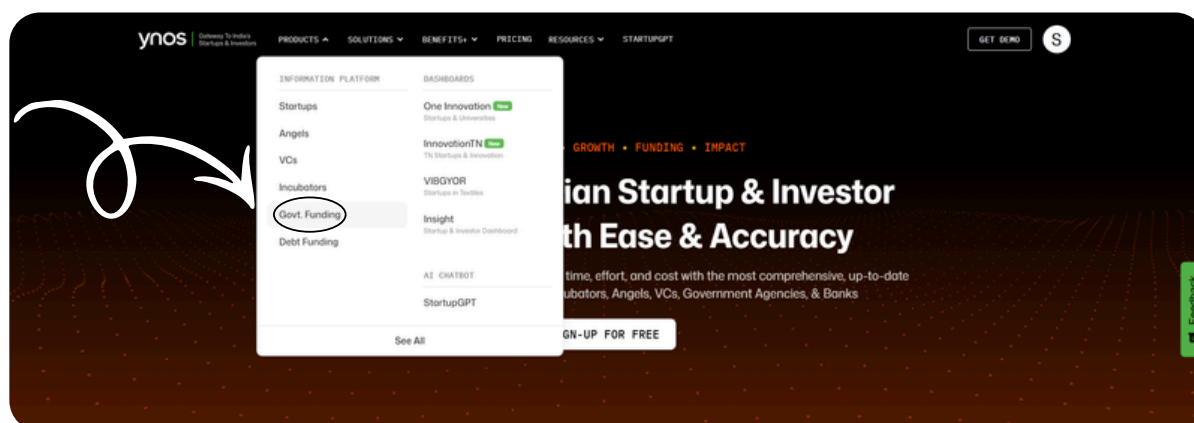 ynos
Gateway To India's
Startups & Investors
PRODUCTS
SOLUTIONS
BENEFITS+
PRICING
RESOURCES
STARTUPGPT
GET DEMO
S
INFORMATION PLATFORM
Startups
Angels
VCs
Incubators
Govt. Funding
Debt Funding
DASHBOARDS
One Innovation New
Startups & Universities
InnovationTN New
TN Startups & Innovation
VIBGYOR
Startups in Textiles
Insight
Startup & Investor Dashboard
AI CHATBOT
StartupGPT
See All
• GROWTH • FUNDING • IMPACT
ian Startup & Investor
th Ease & Accuracy
time, effort, and cost with the most comprehensive, up-to-date
ubators, Angels, VCs, Government Agencies, & Banks
GN-UP FOR FREE
Feedback